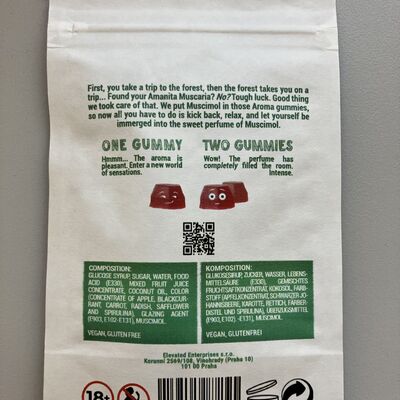 First, you take a trip to the forest, then the forest takes you on a
trip... Found your Amanita Muscaria? No? Tough luck. Good thing
we took care of that. We put Muscimol in those Aroma gummies,
so now all you have to do is kick back, relax, and let yourself be
immerged into the sweet perfume of Muscimol.
ONE GUMMY
Hmmm... The aroma is
pleasant. Enter a new world
of sensations.
TWO GUMMIES
Wow! The perfume has
completely filled the room.
Intense.
COMPOSITION:
GLUCOSE SYRUP, SUGAR, WATER, FOOD
ACID (E330), MIXED FRUIT JUICE
CONCENTRATE, COCONUT OIL, COLOR
(CONCENTRATE OF APPLE, BLACKCUR-
RANT, CARROT, RADISH, SAFFLOWER
AND SPIRULINA), GLAZING AGENT
(E903, E102-E131), MUSCIMOL.
VEGAN, GLUTEN FREE
KOMPOSITION:
GLUKOSESIRUP, ZUCKER, WASSER, LEBENS-
MITTELSÄURE (E330), GEMISCHTES
FRUCHTSAFTKONZENTRAT, KOKOSÖL, FARB-
STOFF (APFELKONZENTRAT, SCHWARZER JO-
HANNISBEERE, KAROTTE, RETTICH, FÄRBER-
DISTEL UND SPIRULINA), ÜBERZUGSMITTEL
(E903, E102-E131), MUSCIMOL.
VEGAN, GLUTENFREI
Elevated Enterprises s.r.o.
Korunní 2569/108, Vinohrady (Praha 10)
101 00 Praha
18+